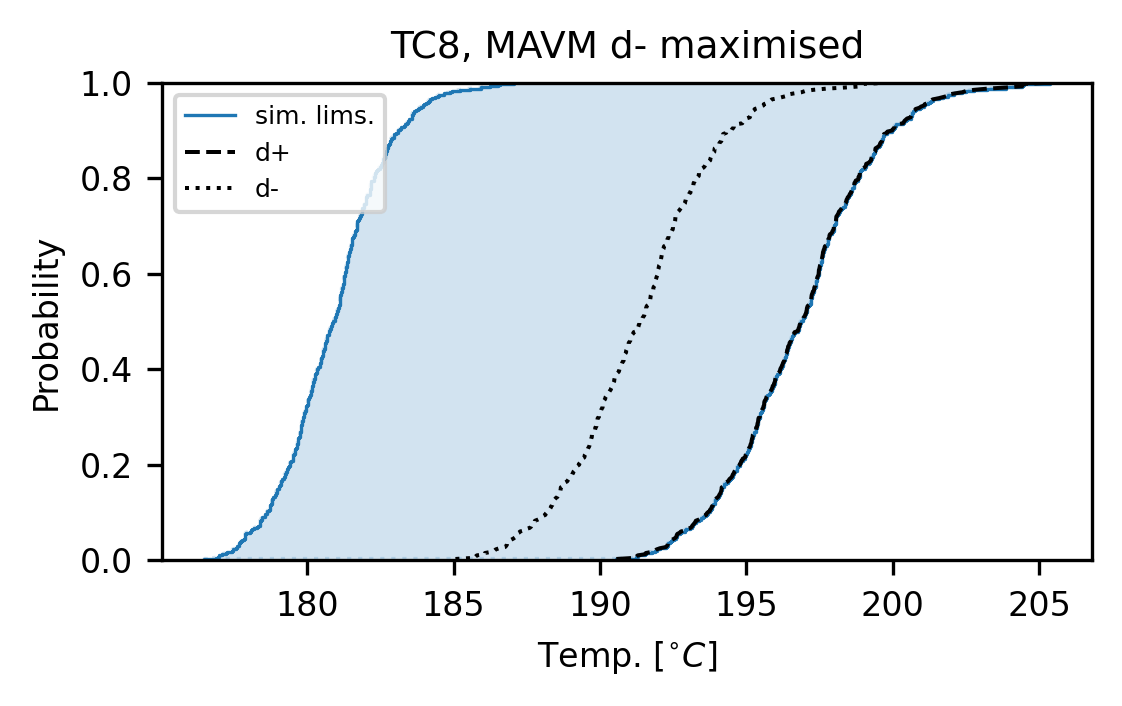 TC8, MAVM d- maximised
1.0
0.8
0.6
0.4
0.2
0.0
Probability
sim. lims.
d+
d-
180 185 190 195 200 205
Temp. [°C]